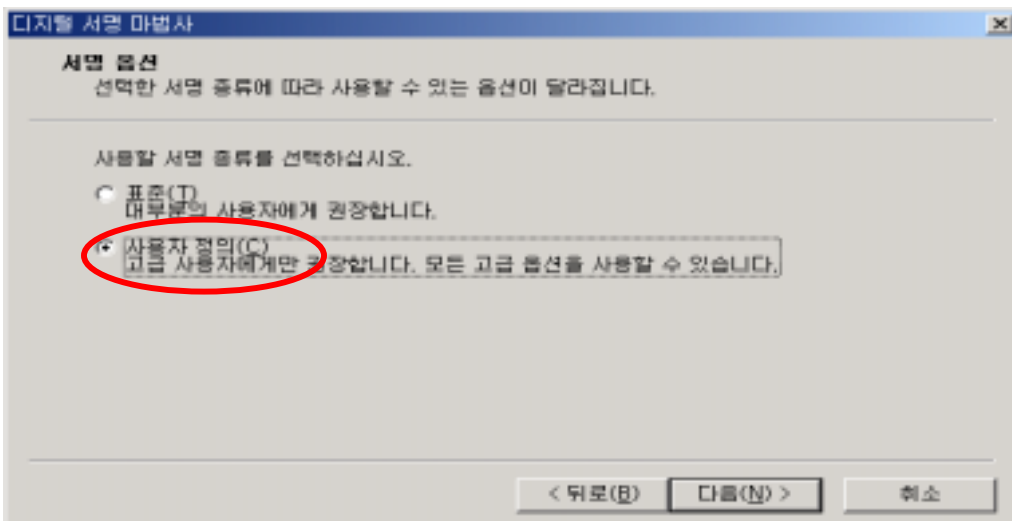 디지털 서명 마법사
서명 옵션
선택한 서명 종류에 따라 사용할 수 있는 옵션이 달라집니다.
사용할 서명 종류를 선택하십시오.
표준(T)
대부분의 사용자에게 권장합니다.
사용자 정의(C)
고급 사용자에게만 권장합니다. 모든 고급 옵션을 사용할 수 있습니다.
< 뒤로(B) 다음(N) > 취소